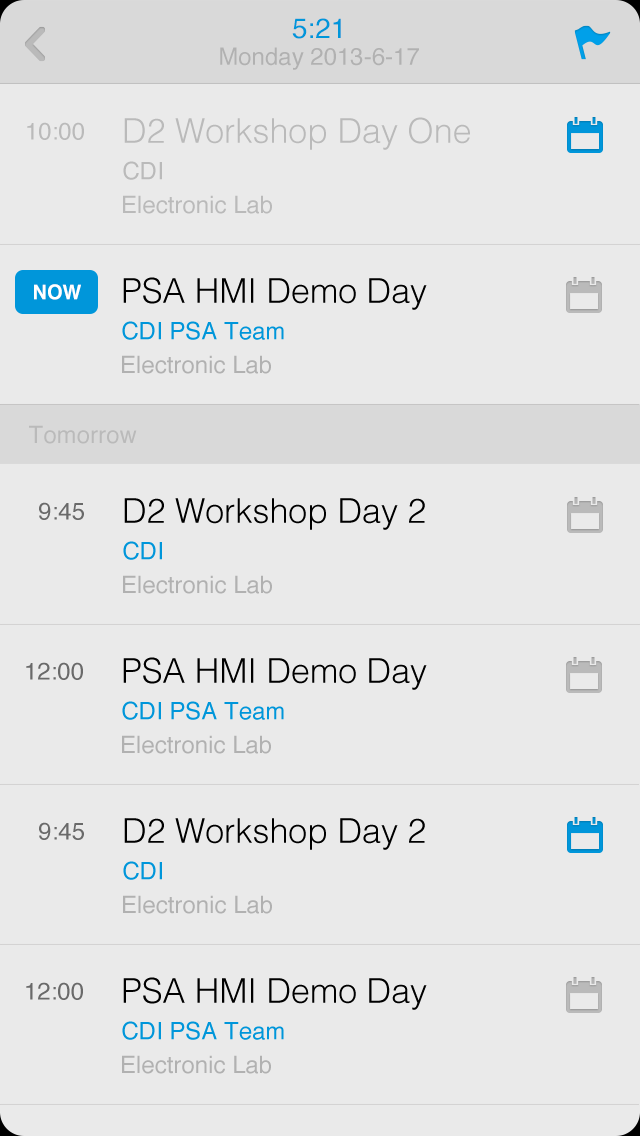 5:21
Monday 2013-6-17
10:00
D2 Workshop Day One
CDI
Electronic Lab
NOW
PSA HMI Demo Day
CDI PSA Team
Electronic Lab
Tomorrow
9:45
D2 Workshop Day 2
CDI
Electronic Lab
12:00
PSA HMI Demo Day
CDI PSA Team
Electronic Lab
9:45
D2 Workshop Day 2
CDI
Electronic Lab
12:00
PSA HMI Demo Day
CDI PSA Team
Electronic Lab